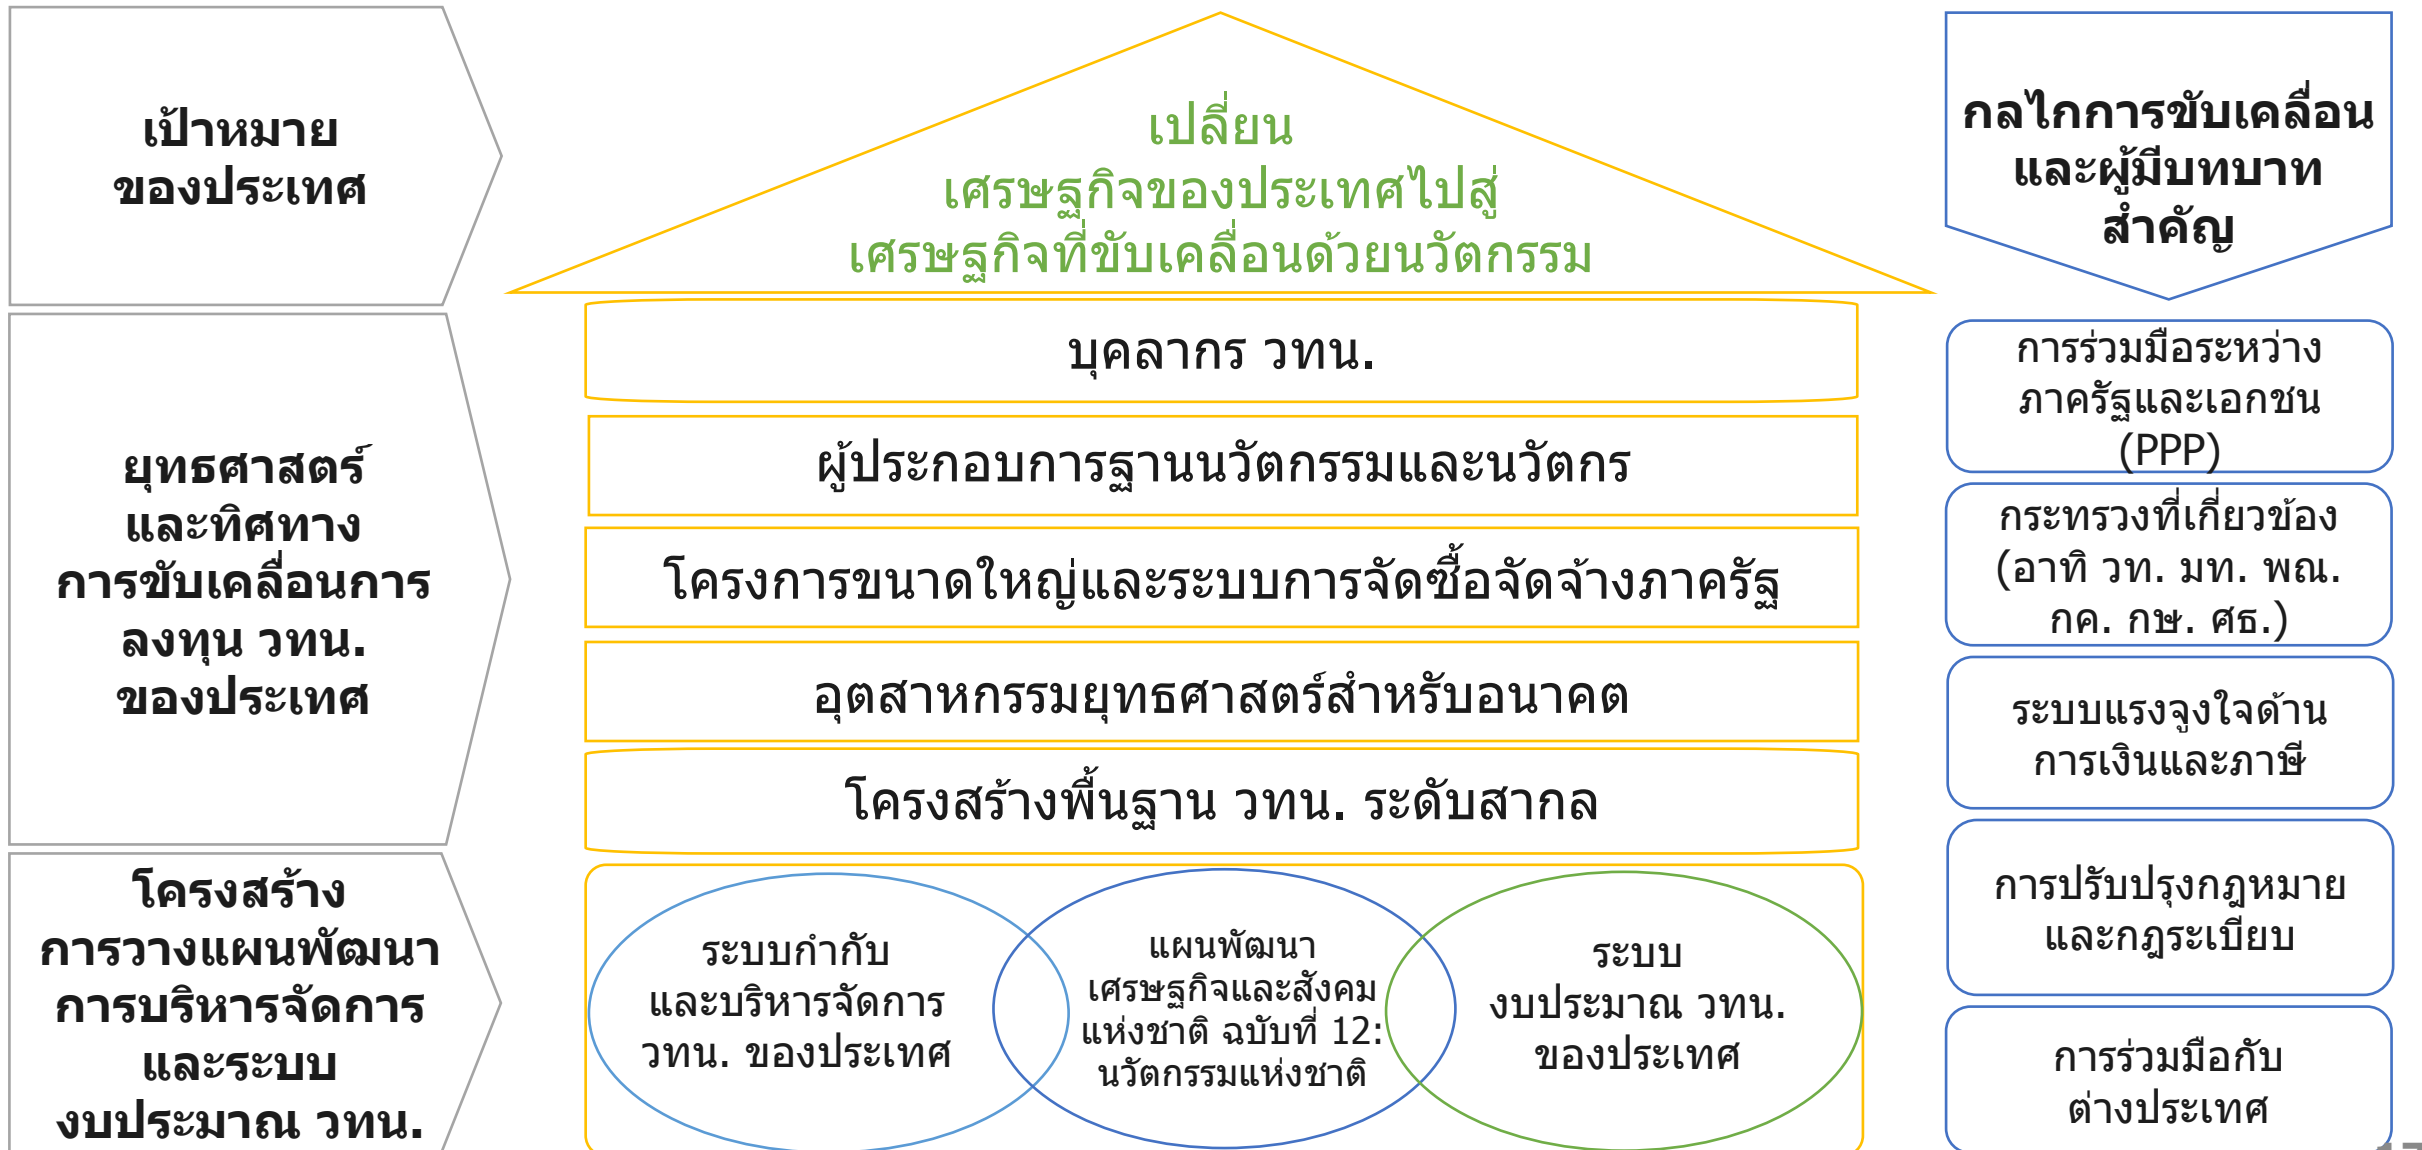 เป้าหมาย
ของประเทศ
เปลี่ยน
เศรษฐกิจของประเทศไปสู่
เศรษฐกิจที่ขับเคลื่อนด้วยนวัตกรรม
กลไกการขับเคลื่อน
และผู้มีบทบาท
สำคัญ
ยุทธศาสตร์
และทิศทาง
การขับเคลื่อนการ
ลงทุน วทน.
ของประเทศ
บุคลากร วทน.
ผู้ประกอบการฐานนวัตกรรมและนวัตกร
โครงการขนาดใหญ่และระบบการจัดซื้อจัดจ้างภาครัฐ
อุตสาหกรรมยุทธศาสตร์สำหรับอนาคต
โครงสร้างพื้นฐาน วทน. ระดับสากล
การร่วมมือระหว่าง
ภาครัฐและเอกชน
(PPP)
กระทรวงที่เกี่ยวข้อง
(อาทิ วท. มท. พณ.
กค. กษ. ศธ.)
ระบบแรงจูงใจด้าน
การเงินและภาษี
การปรับปรุงกฎหมาย
และกฎระเบียบ
การร่วมมือกับ
ต่างประเทศ
โครงสร้าง
การวางแผนพัฒนา
การบริหารจัดการ
และระบบ
งบประมาณ วทน.
ระบบกำกับ
และบริหารจัดการ
วทน. ของประเทศ
แผนพัฒนา
เศรษฐกิจและสังคม
แห่งชาติ ฉบับที่ 12:
นวัตกรรมแห่งชาติ
ระบบ
งบประมาณ วทน.
ของประเทศ